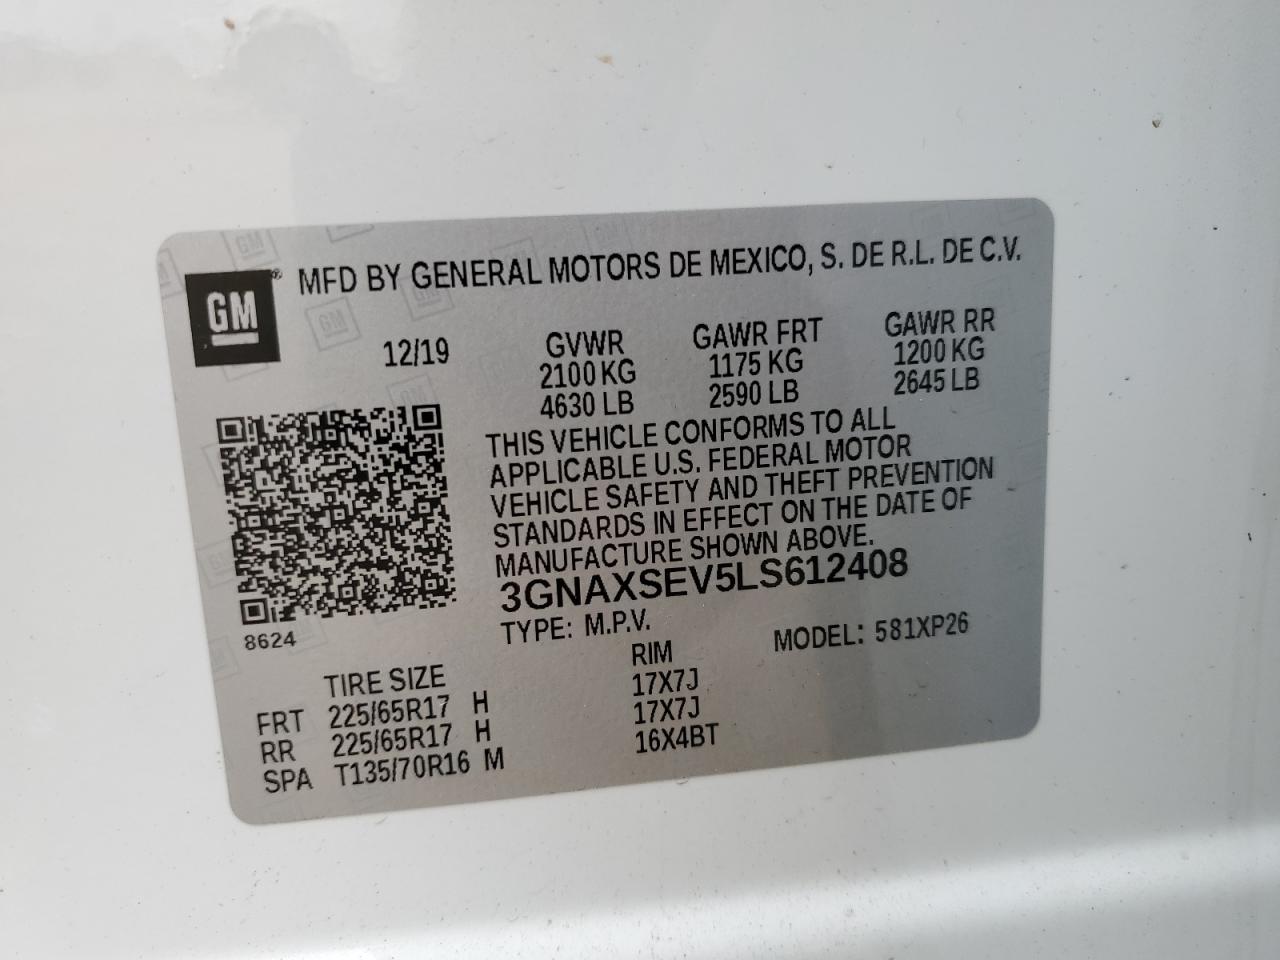 GM® MFD BY GENERAL MOTORS DE MEXICO, S. DE R.L. DE C.V.
12/19 GVWR GAWR FRT GAWR RR
2100 KG 1175 KG 1200 KG
4630 LB 2590 LB 2645 LB
THIS VEHICLE CONFORMS TO ALL
APPLICABLE U.S. FEDERAL MOTOR
VEHICLE SAFETY AND THEFT PREVENTION
STANDARDS IN EFFECT ON THE DATE OF
MANUFACTURE SHOWN ABOVE.
3GNAXSEV5LS612408
8624
TYPE: M.P.V. MODEL: 581XP26
TIRE SIZE RIM
FRT 225/65R17 H 17X7J
RR 225/65R17 H 17X7J
SPA T135/70R16 M 16X4BT